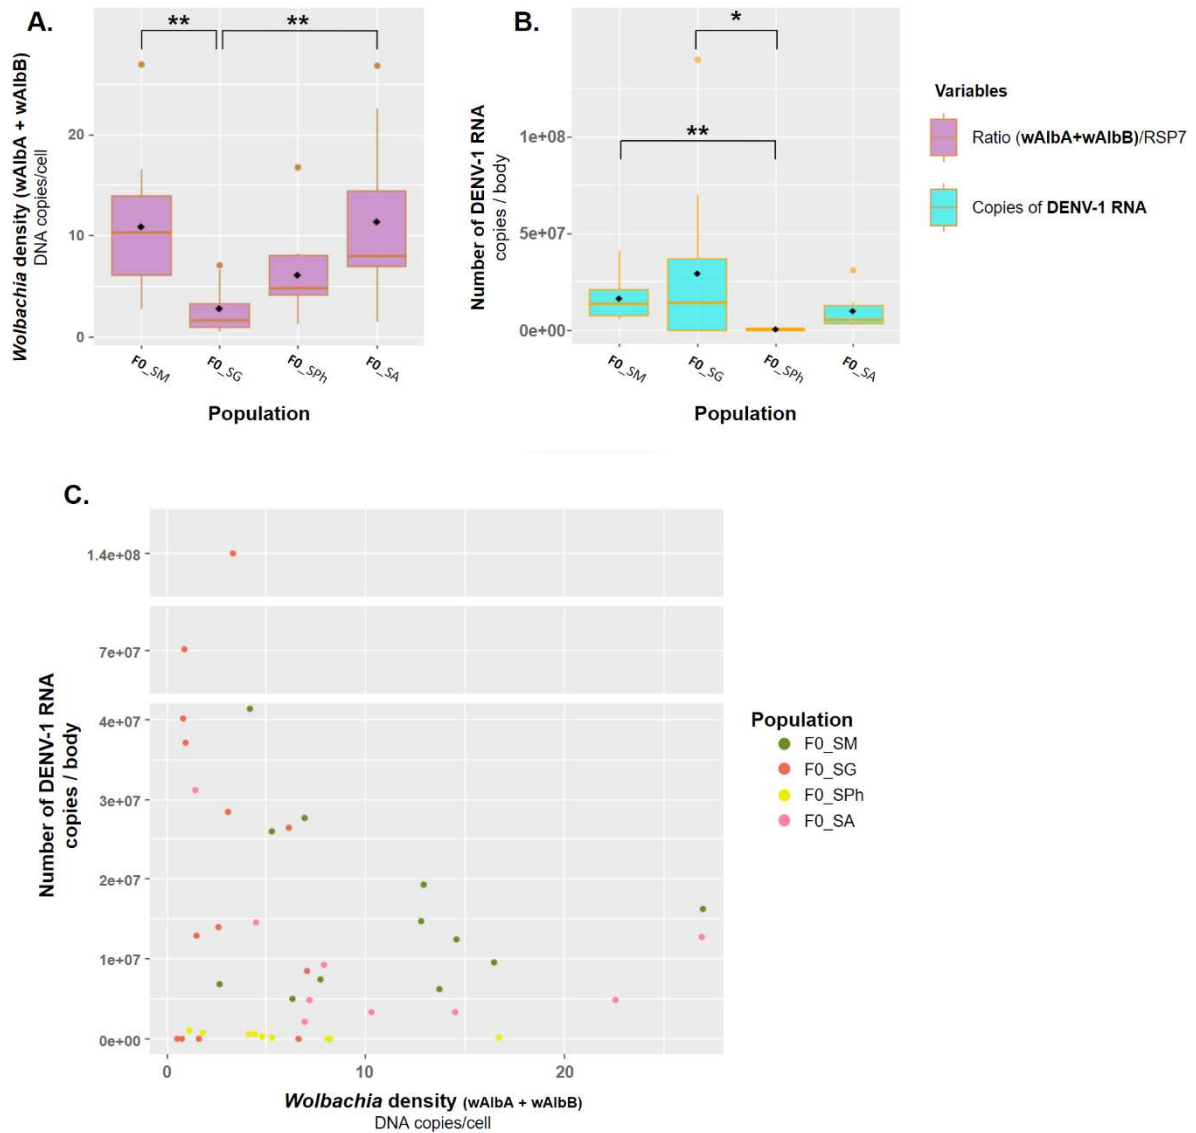 A.
**
**
Wolbachia density (wAlbA + wAlbB)
DNA copies/cell
20
10
0
F0_SM
F0_SG
F0_SPh
F0_SA
Population
B.
*
**
Number of DENV-1 RNA
copies / body
1e+08
5e+07
0e+00
F0_SM
F0_SG
F0_SPh
F0_SA
Population
Variables
Ratio (wAlbA+wAlbB)/RSP7
Copies of DENV-1 RNA
C.
Number of DENV-1 RNA
copies / body
1.4e+08
7e+07
4e+07
3e+07
2e+07
1e+07
0e+00
0
10
20
Wolbachia density (wAlbA + wAlbB)
DNA copies/cell
Population
F0_SM
F0_SG
F0_SPh
F0_SA